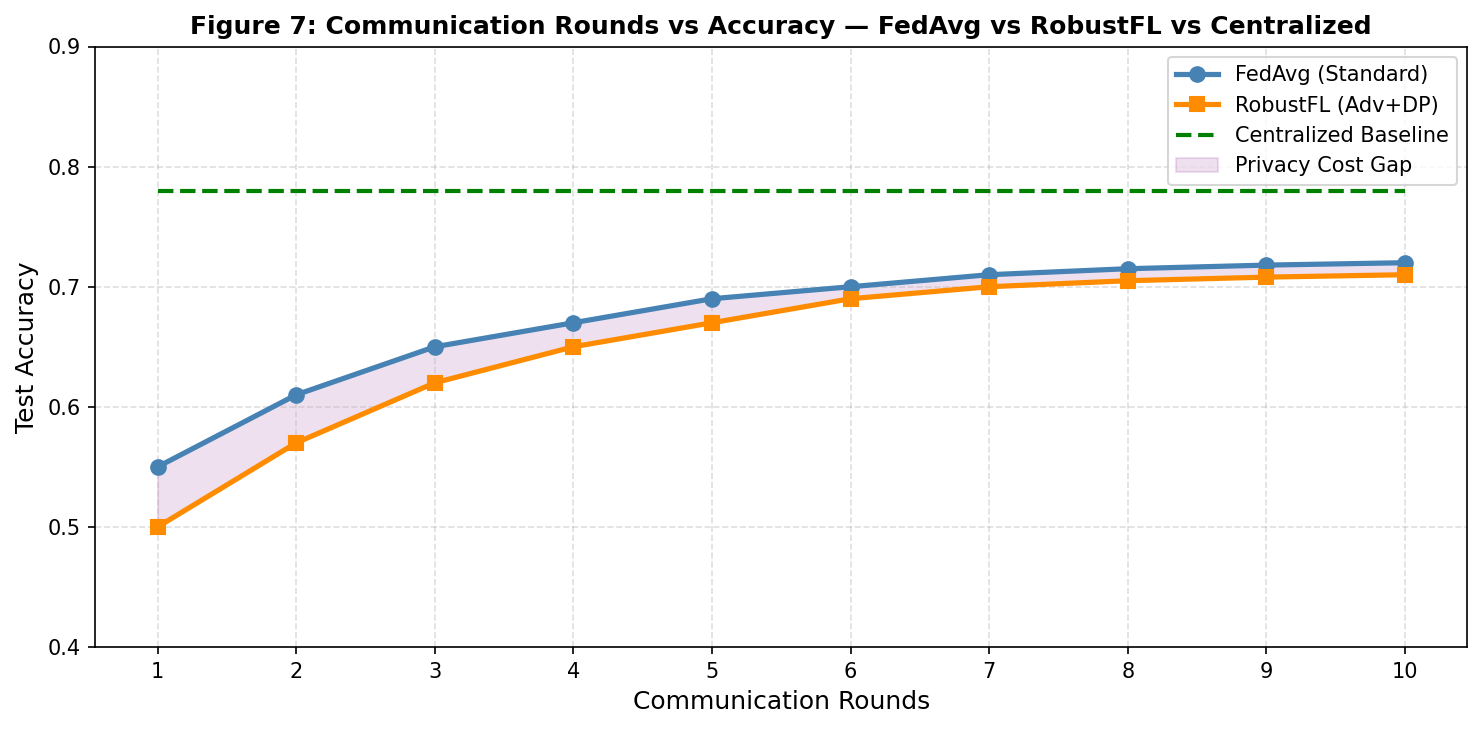 Figure 7: Communication Rounds vs Accuracy — FedAvg vs RobustFL vs Centralized
FedAvg (Standard)
RobustFL (Adv+DP)
Centralized Baseline
Privacy Cost Gap
Test Accuracy
0.9
0.8
0.7
0.6
0.5
0.4
1 2 3 4 5 6 7 8 9 10
Communication Rounds